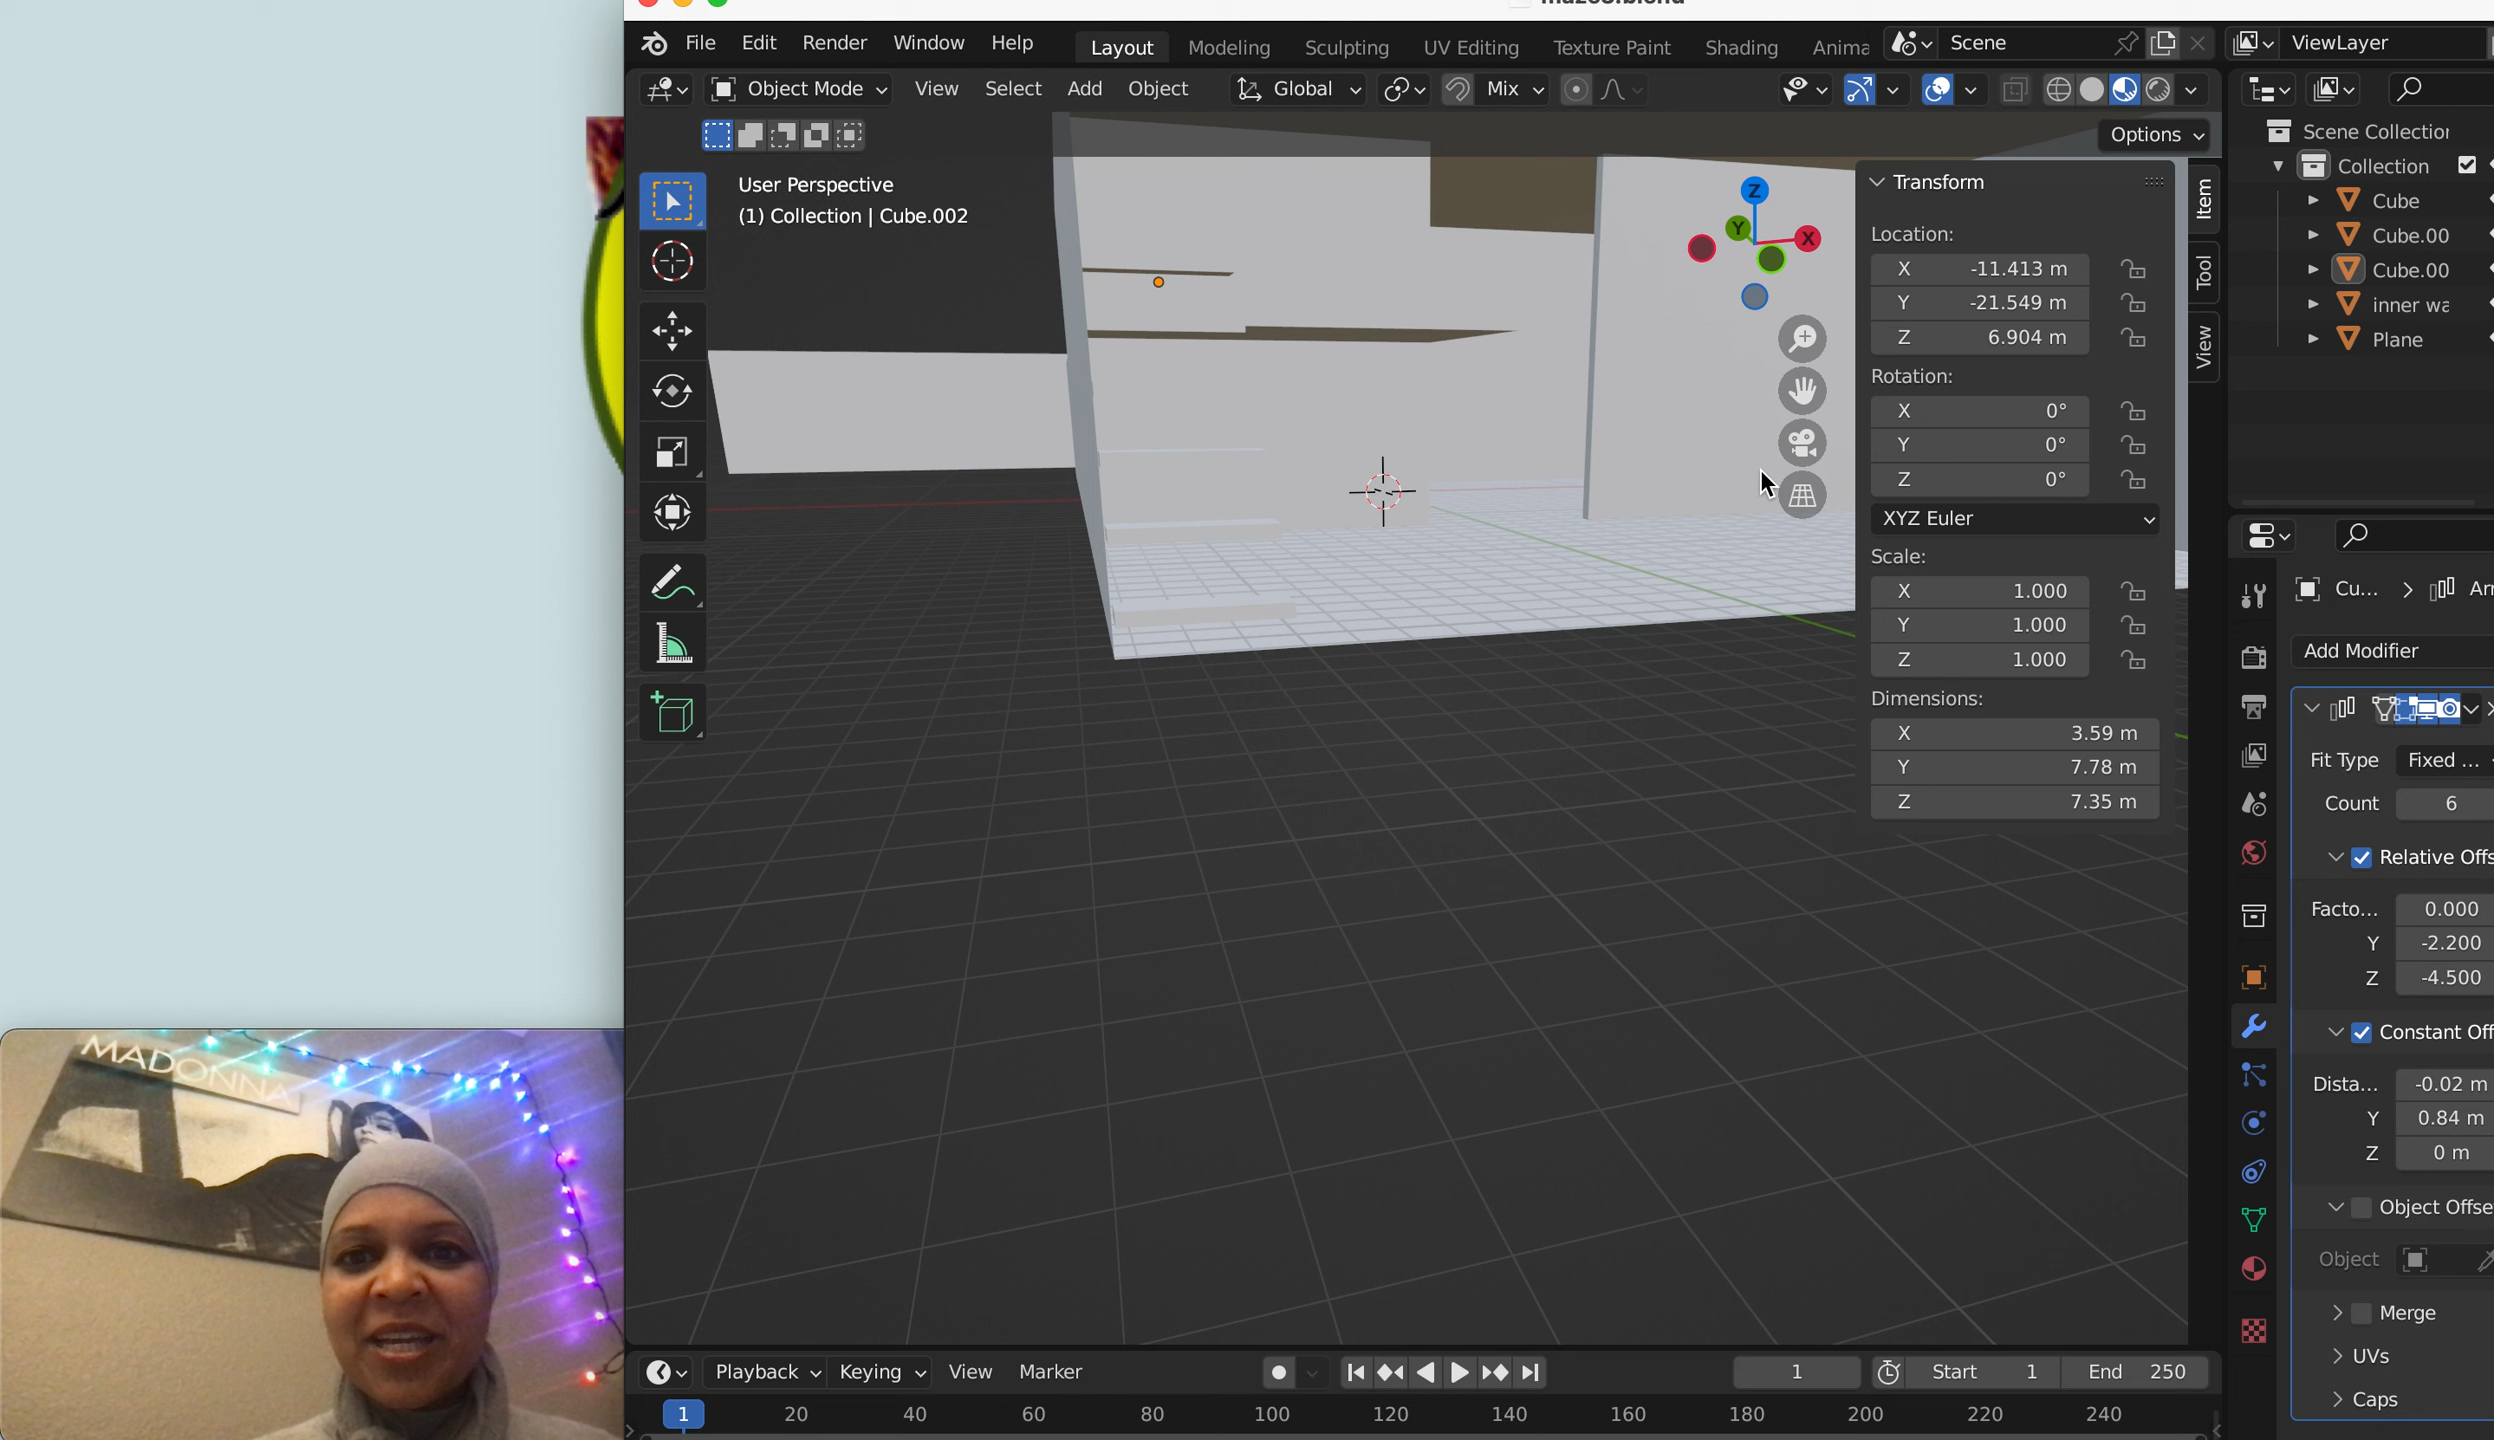 File Edit Render Window Help Layout Modeling Sculpting UV Editing Texture Paint Shading Anima Scene ViewLayer
Object Mode View Select Add Object Global Mix
Options
User Perspective
(1) Collection | Cube.002
Z
Y
X
Transform
Location:
X -11.413 m
Y -21.549 m
Z 6.904 m
Rotation:
X 0°
Y 0°
Z 0°
XYZ Euler
Scale:
X 1.000
Y 1.000
Z 1.000
Dimensions:
X 3.59 m
Y 7.78 m
Z 7.35 m
Item
Tool
View
Scene Collection
Collection
Cube
Cube.00
Cube.00
inner wa
Plane
Cu... Arr
Add Modifier
Fit Type Fixed ...
Count 6
Relative Offs
Facto... 0.000
Y -2.200
Z -4.500
Constant Off
Dista... -0.02 m
Y 0.84 m
Z 0 m
Object Offse
Object
Merge
UVs
Caps
MADONNA
Playback Keying View Marker 1 Start 1 End 250
1 20 40 60 80 100 120 140 160 180 200 220 240